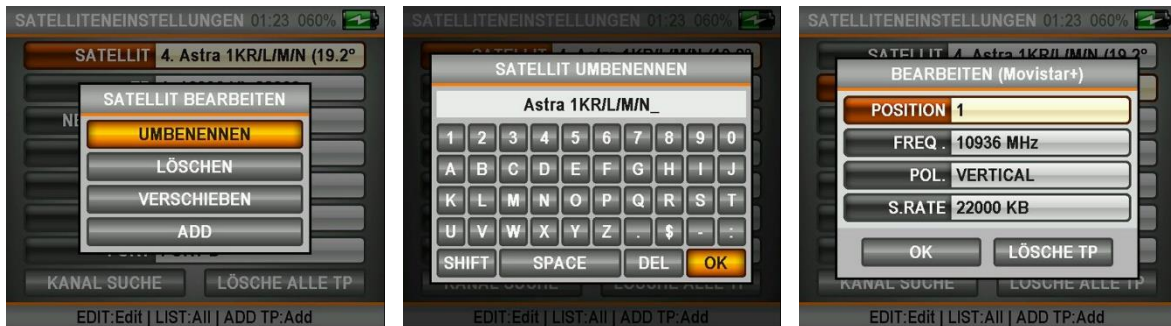 SATELLITENEINSTELLUNGEN 01:23 060%
SATELLIT 4. Astra 1KR/L/M/N (19.2°
SATELLIT BEARBEITEN
UMBENENNEN
LÖSCHEN
VERSCHIEBEN
ADD
KANAL SUCHE LÖSCHE ALLE TP
EDIT:Edit | LIST:All | ADD TP:Add
SATELLITENEINSTELLUNGEN 01:23 060%
SATELLIT UMBENENNEN
Astra 1KR/L/M/N_
1 2 3 4 5 6 7 8 9 0
A B C D E F G H I J
K L M N O P Q R S T
U V W X Y Z . $ - :
SHIFT SPACE DEL OK
EDIT:Edit | LIST:All | ADD TP:Add
SATELLITENEINSTELLUNGEN 01:23 060%
SATELLIT 4. Astra 1KR/L/M/N (19.2°
BEARBEITEN (Movistar+)
POSITION 1
FREQ . 10936 MHz
POL. VERTICAL
S.RATE 22000 KB
OK LÖSCHE TP
KANAL SUCHE LÖSCHE ALLE TP
EDIT:Edit | LIST:All | ADD TP:Add